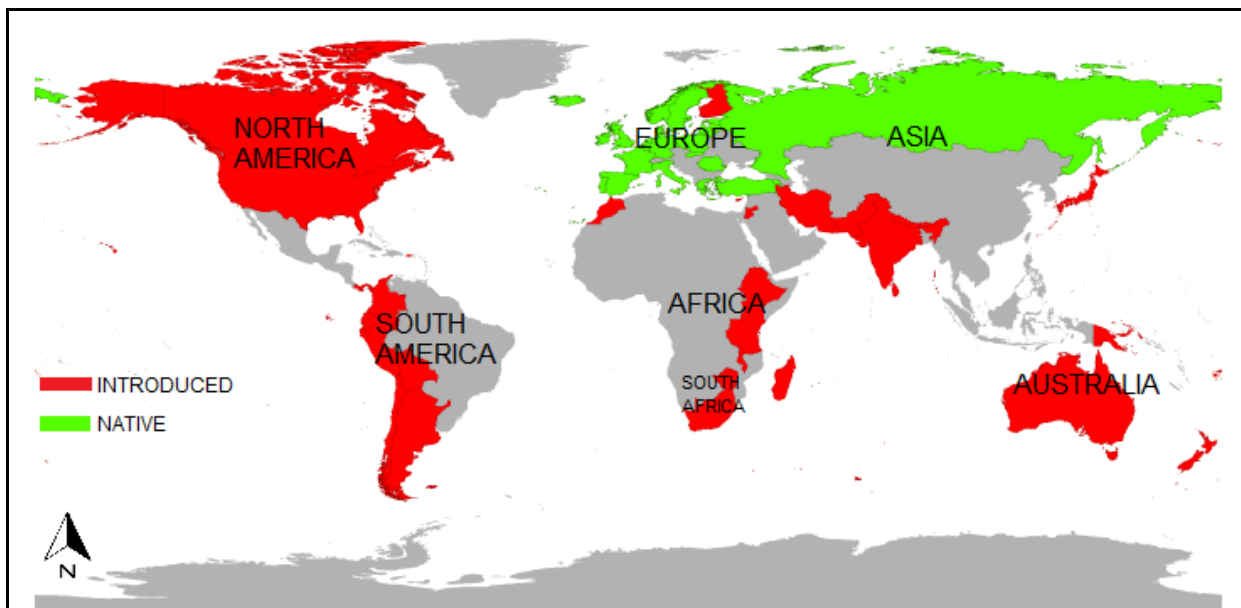 NORTH
AMERICA
EUROPE
ASIA
AFRICA
SOUTH
AMERICA
SOUTH
AFRICA
AUSTRALIA
INTRODUCED
NATIVE
N